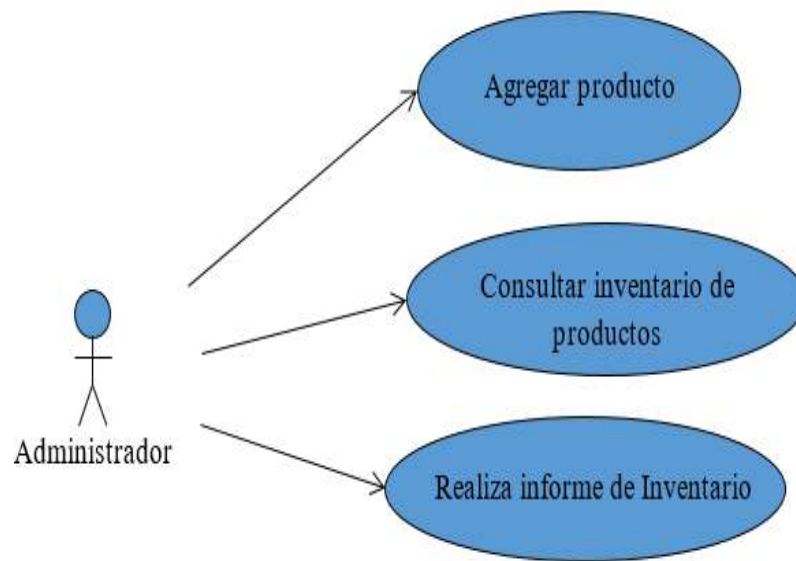 Agregar producto
Consultar inventario de
productos
Administrador
Realiza informe de Inventario